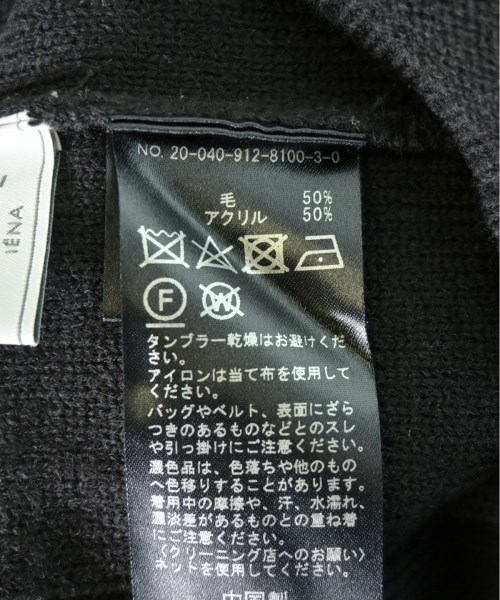 IÉNA
NO. 20-040-912-8100-3-0
毛 50%
アクリル 50%
F W
タンブラー乾燥はお避けくだ
さい。
アイロンは当て布を使用して
ください。
バッグやベルト、表面にざら
つきのあるものなどとのスレ
や引っ掛けにご注意ください。
濃色品は、色落ちや他のもの
へ色移りすることがあります。
着用中の摩擦や、汗、水濡れ、
濃淡差があるものとの重ね着
にご注意ください。
〈クリーニング店へのお願い〉
ネットを使用して下さい。
中国製